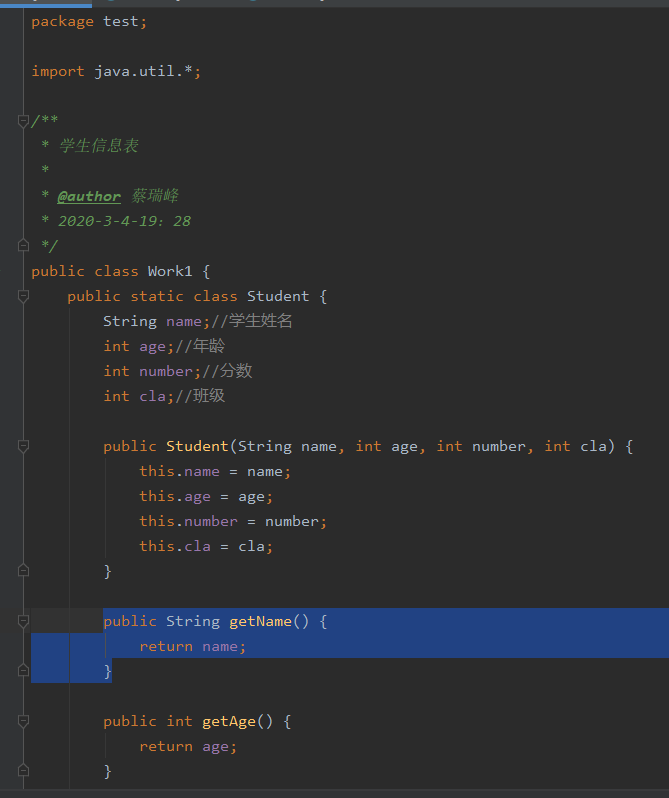 package test;
import java.util.*;
/**
* 学生信息表
*
* @author 蔡瑞峰
* 2020-3-4-19：28
*/
public class Work1 {
public static class Student {
String name;//学生姓名
int age;//年龄
int number;//分数
int cla;//班级
public Student(String name, int age, int number, int cla) {
this.name = name;
this.age = age;
this.number = number;
this.cla = cla;
}
public String getName() {
return name;
}
public int getAge() {
return age;
}